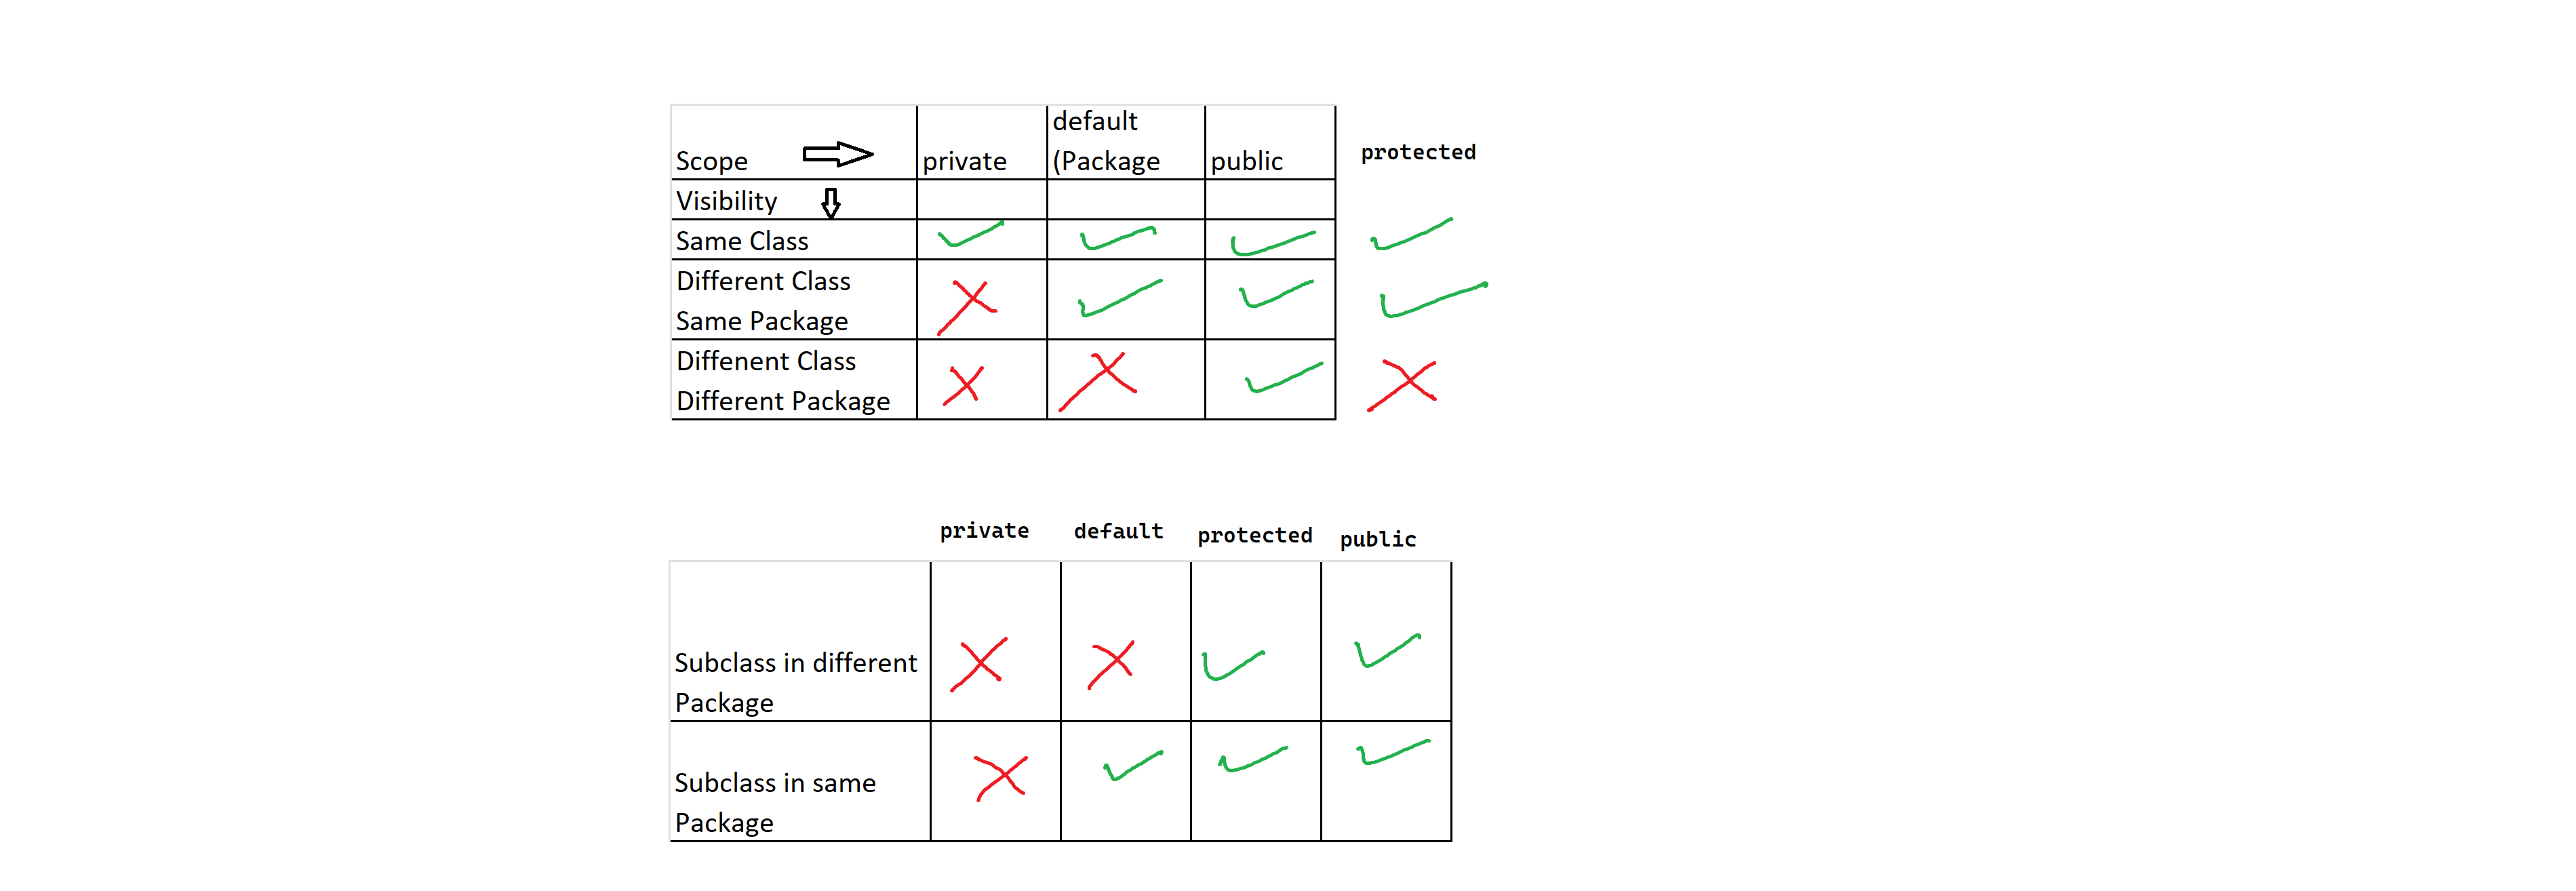 default
Scope private (Package public protected
Visibility
Same Class
Different Class
Same Package
Diffenent Class
Different Package
private default protected public
Subclass in different
Package
Subclass in same
Package